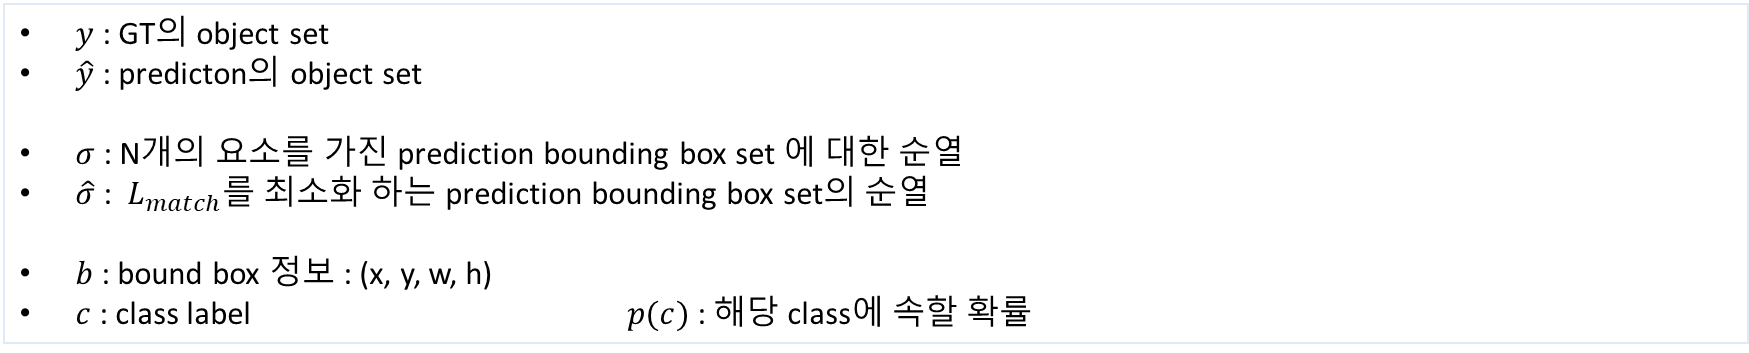 • y : GT의 object set
• ŷ : predicton의 object set
• σ : N개의 요소를 가진 prediction bounding box set 에 대한 순열
• σ̂ : L_match를 최소화 하는 prediction bounding box set의 순열
• b : bound box 정보 : (x, y, w, h)
• c : class label p(c) : 해당 class에 속할 확률